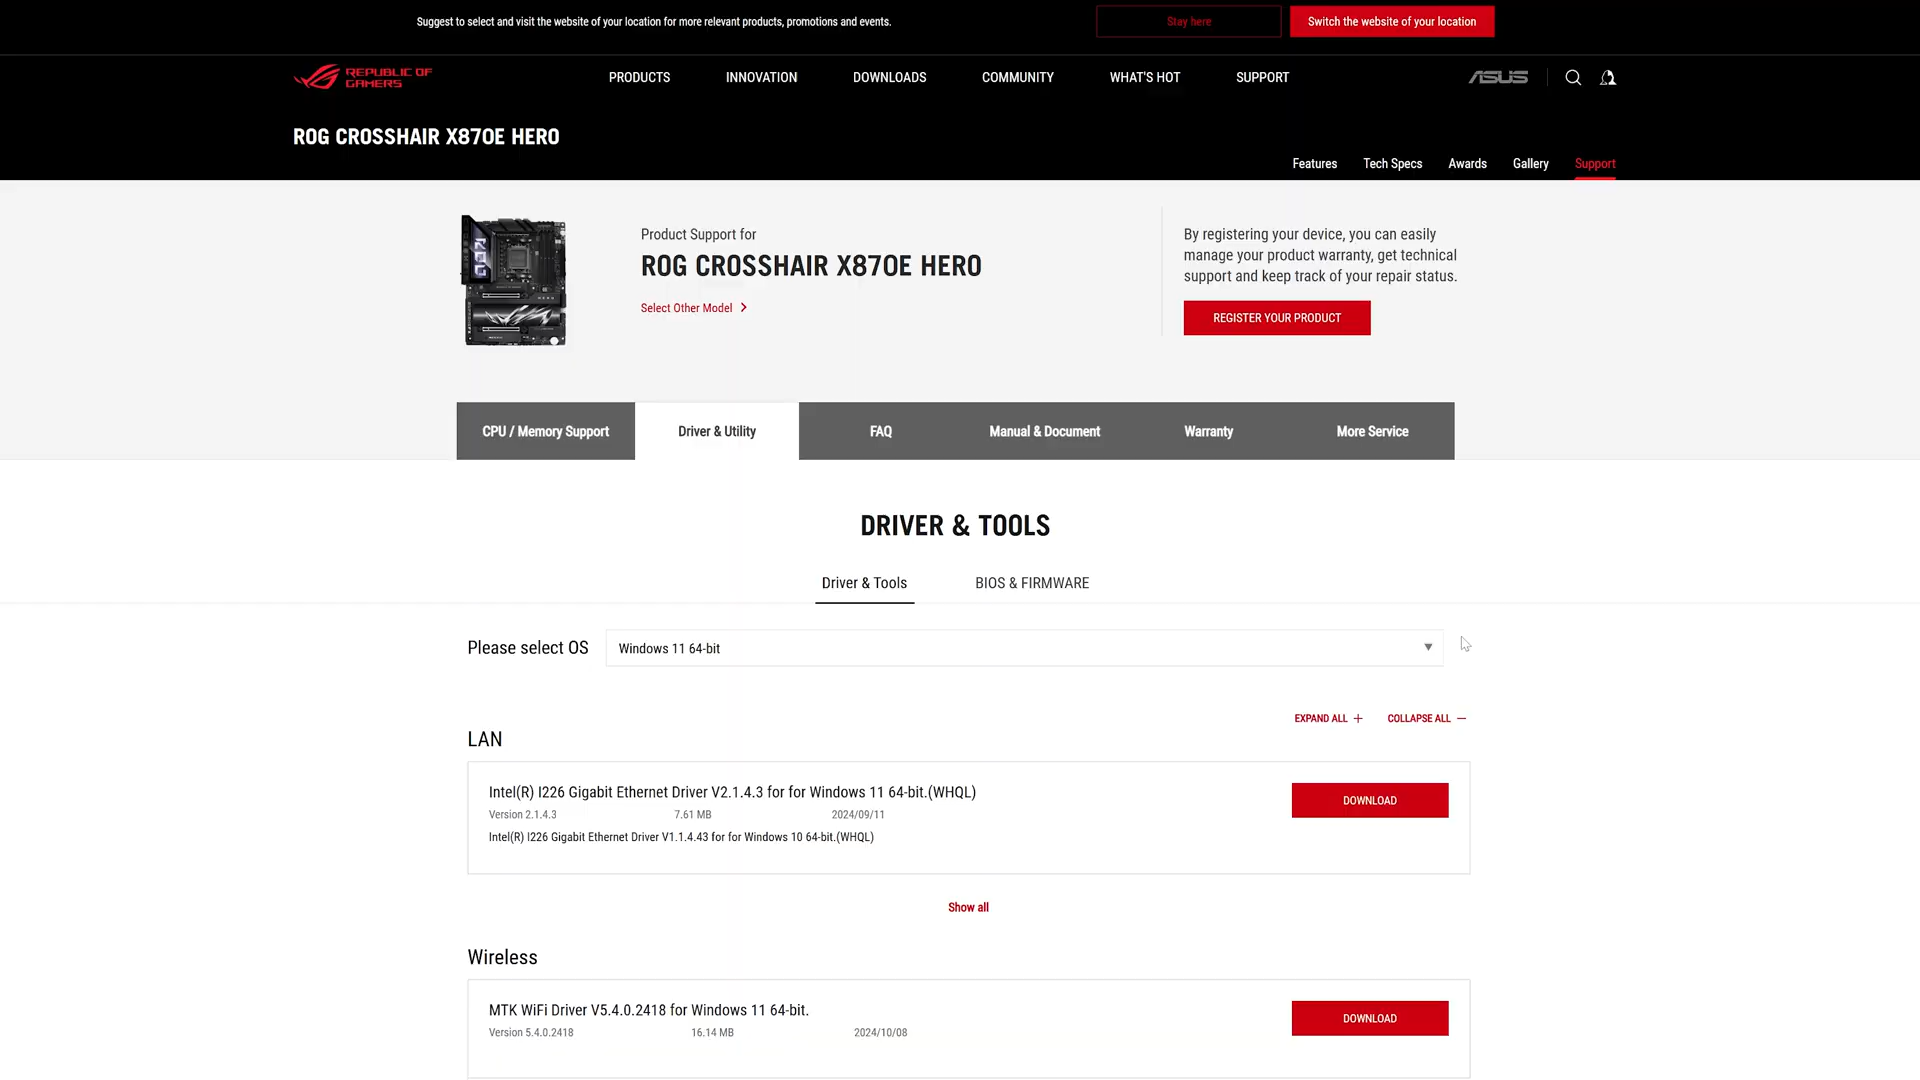 Suggest to select and visit the website of your location for more relevant products, promotions and events.
Stay here
Switch the website of your location
REPUBLIC OF
GAMERS
PRODUCTS
INNOVATION
DOWNLOADS
COMMUNITY
WHAT'S HOT
SUPPORT
ASUS
ROG CROSSHAIR X870E HERO
Features
Tech Specs
Awards
Gallery
Support
Product Support for
ROG CROSSHAIR X870E HERO
Select Other Model
By registering your device, you can easily
manage your product warranty, get technical
support and keep track of your repair status.
REGISTER YOUR PRODUCT
CPU / Memory Support
Driver & Utility
FAQ
Manual & Document
Warranty
More Service
DRIVER & TOOLS
Driver & Tools
BIOS & FIRMWARE
Please select OS
Windows 11 64-bit
EXPAND ALL +
COLLAPSE ALL −
LAN
Intel(R) I226 Gigabit Ethernet Driver V2.1.4.3 for for Windows 11 64-bit.(WHQL)
Version 2.1.4.3
7.61 MB
2024/09/11
Intel(R) I226 Gigabit Ethernet Driver V1.1.4.43 for for Windows 10 64-bit.(WHQL)
DOWNLOAD
Show all
Wireless
MTK WiFi Driver V5.4.0.2418 for Windows 11 64-bit.
Version 5.4.0.2418
16.14 MB
2024/10/08
DOWNLOAD